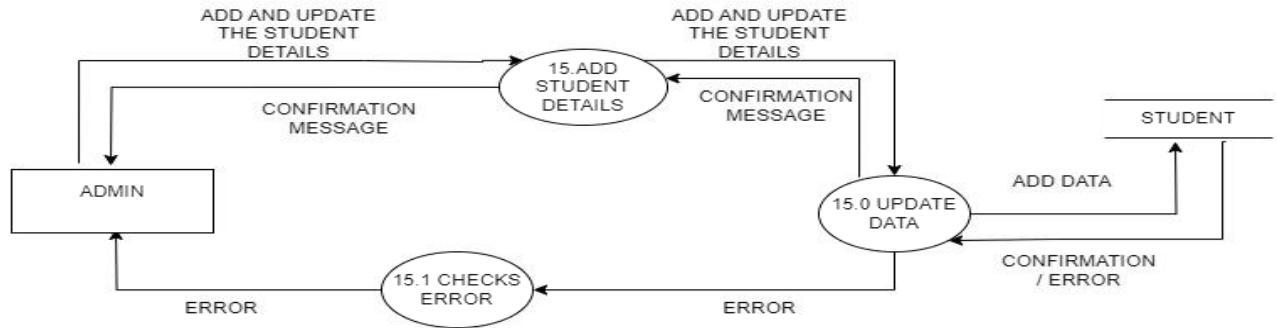 ADD AND UPDATE
THE STUDENT
DETAILS
ADD AND UPDATE
THE STUDENT
DETAILS
15.ADD
STUDENT
DETAILS
CONFIRMATION
MESSAGE
CONFIRMATION
MESSAGE
STUDENT
ADMIN
ADD DATA
15.0 UPDATE
DATA
CONFIRMATION
/ ERROR
15.1 CHECKS
ERROR
ERROR
ERROR